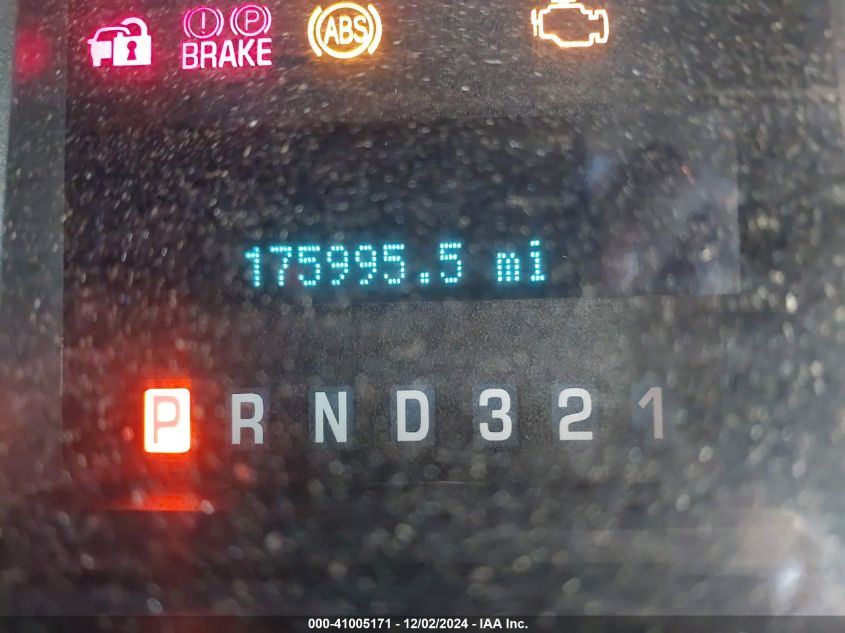 ! P
BRAKE ABS
175995.5 mi
P R N D 3 2 1
000-41005171 - 12/02/2024 - IAA Inc.